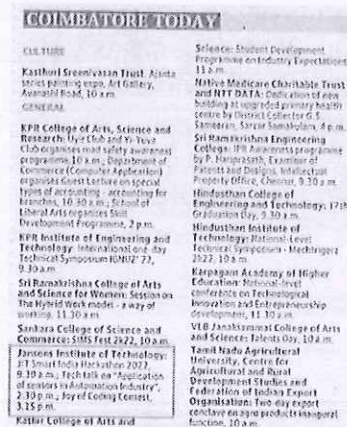 COIMBATORE TODAY
CULTURE
Kasthuri Sreenivasan Trust: Ajanta
series painting expo, Art Gallery,
Avanashi Road, 10 a.m.
GENERAL
KPR College of Arts, Science and
Research: Uyir Club and Yi-Yuva
Club organises road safety awareness
programme, 10 a.m.; Department of
Commerce (Computer Application)
organises Guest Lecture on special
types of accounting - accounting for
branches, 10.30 a.m.; School of
Liberal Arts organises Skill
Development Programme, 2 p.m.
KPR Institute of Engineering and
Technology: International one day
Technical Symposium IGNUZ' 22,
9.30 a.m.
Sri Ramakrishna College of Arts
and Science for Women: Session on
The Hybrid Work model - a way of
working, 11.30 a.m.
Sankara College of Science and
Commerce: SIMS Fest 2k22, 10 a.m.
Jansons Institute of Technology:
JIT Smart India Hackathon 2022,
9.30 a.m.; Tech talk on "Application
of sensors in Automation Industry",
2.30 p.m.; Joy of Coding Contest,
3.15 p.m.
Kathir College of Arts and
Science: Student Development
Programme on Industry Expectations,
11 a.m.
Native Medicare Charitable Trust
and NTT DATA: Dedication of new
building at upgraded primary health
centre by District Collector G.S.
Sameeran, Sarkar Samakulam, 4 p.m.
Sri Ramakrishna Engineering
College: IPR Awareness programme
by P. Hariprasath, Examiner of
Patents and Designs, Intellectual
Property Office, Chennai, 9.30 a.m.
Hindusthan College of
Engineering and Technology: 17th
Graduation Day, 9.30 a.m.
Hindusthan Institute of
Technology: National-Level
Technical Symposium -
2k22, 10 a.m.
Karpagam Academy of Higher
Education: National-level
conference on Technological
Innovation and Entrepreneurship
development, 11.30 a.m.
VLB Janakiammal College of Arts
and Science: Talents Day, 10 a.m.
Tamil Nadu Agricultural
University, Centre for
Agricultural and Rural
Development Studies and
Federation of Indian Export
Organisation: Two day export
conclave on agro products inaugural
function, 10 a.m.